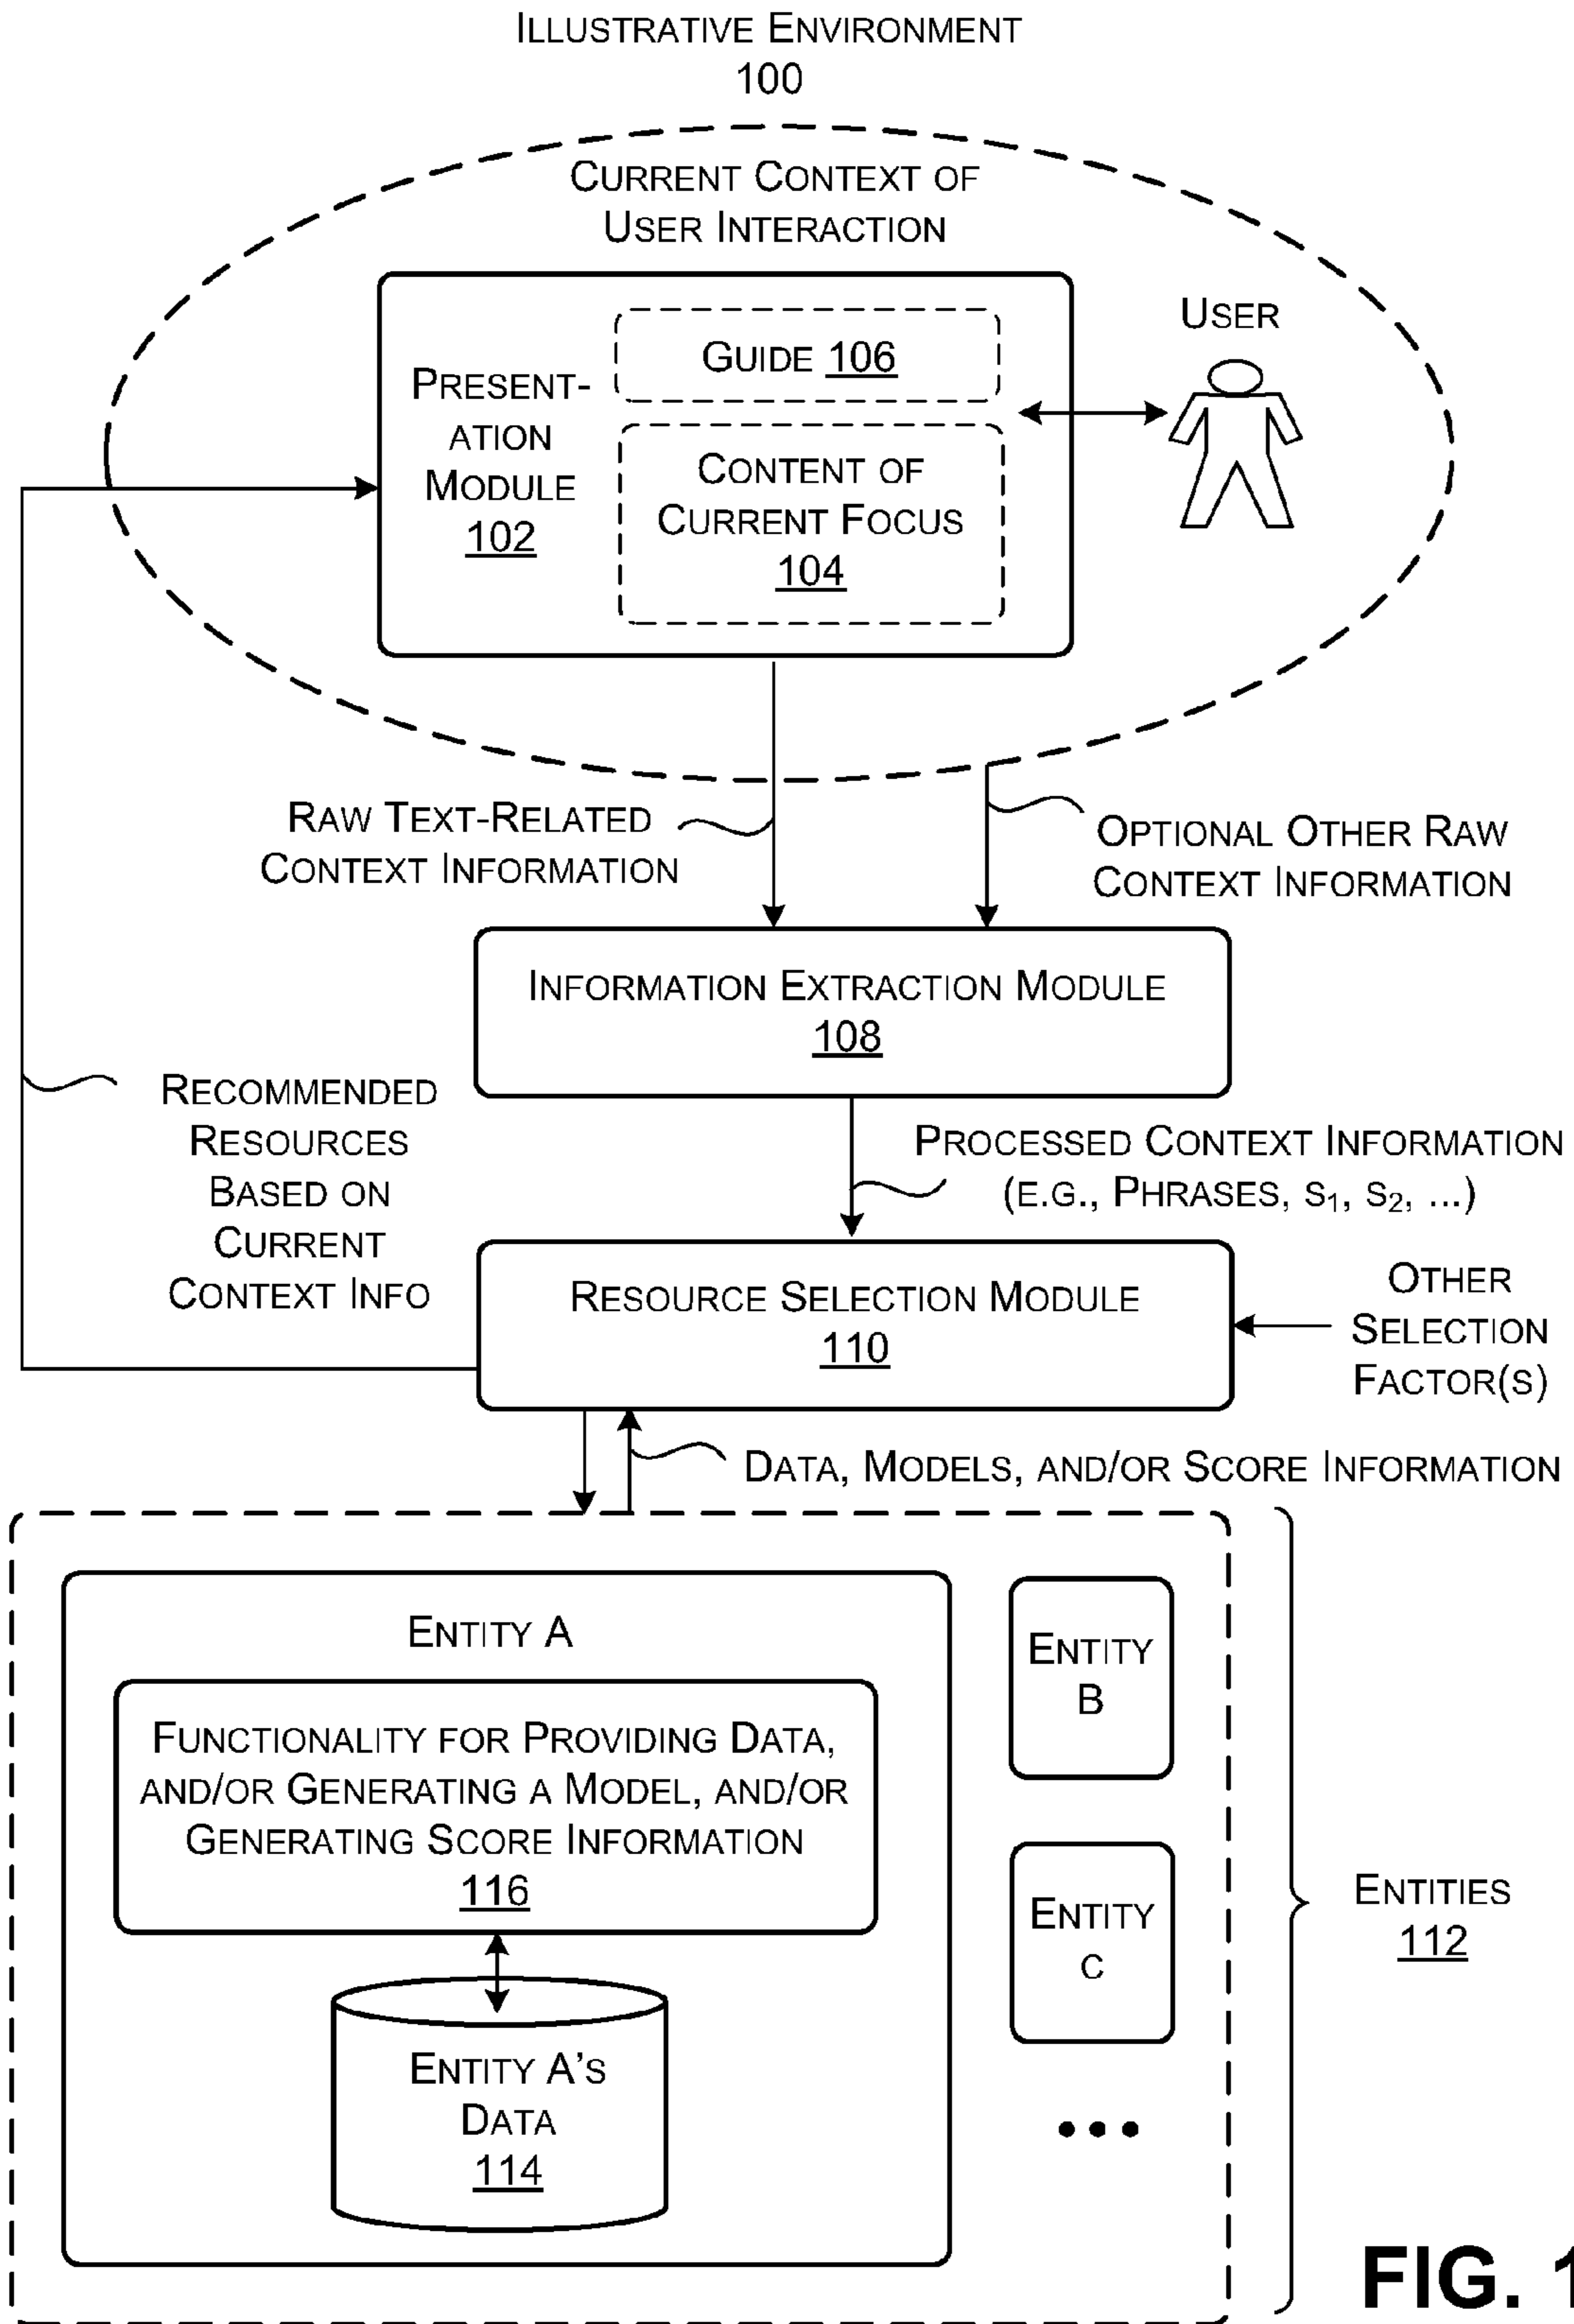 ILLUSTRATIVE ENVIRONMENT
100
CURRENT CONTEXT OF
USER INTERACTION
USER
GUIDE 106
PRESENT-
ATION
MODULE
102
CONTENT OF
CURRENT FOCUS
104
RAW TEXT-RELATED
CONTEXT INFORMATION
OPTIONAL OTHER RAW
CONTEXT INFORMATION
INFORMATION EXTRACTION MODULE
108
RECOMMENDED
RESOURCES
BASED ON
CURRENT
CONTEXT INFO
PROCESSED CONTEXT INFORMATION
(E.G., PHRASES, S₁, S₂, ...)
RESOURCE SELECTION MODULE
110
OTHER
SELECTION
FACTOR(S)
DATA, MODELS, AND/OR SCORE INFORMATION
ENTITY A
FUNCTIONALITY FOR PROVIDING DATA,
AND/OR GENERATING A MODEL, AND/OR
GENERATING SCORE INFORMATION
116
ENTITY A'S
DATA
114
ENTITY
B
ENTITY
C
•••
ENTITIES
112
FIG. 1